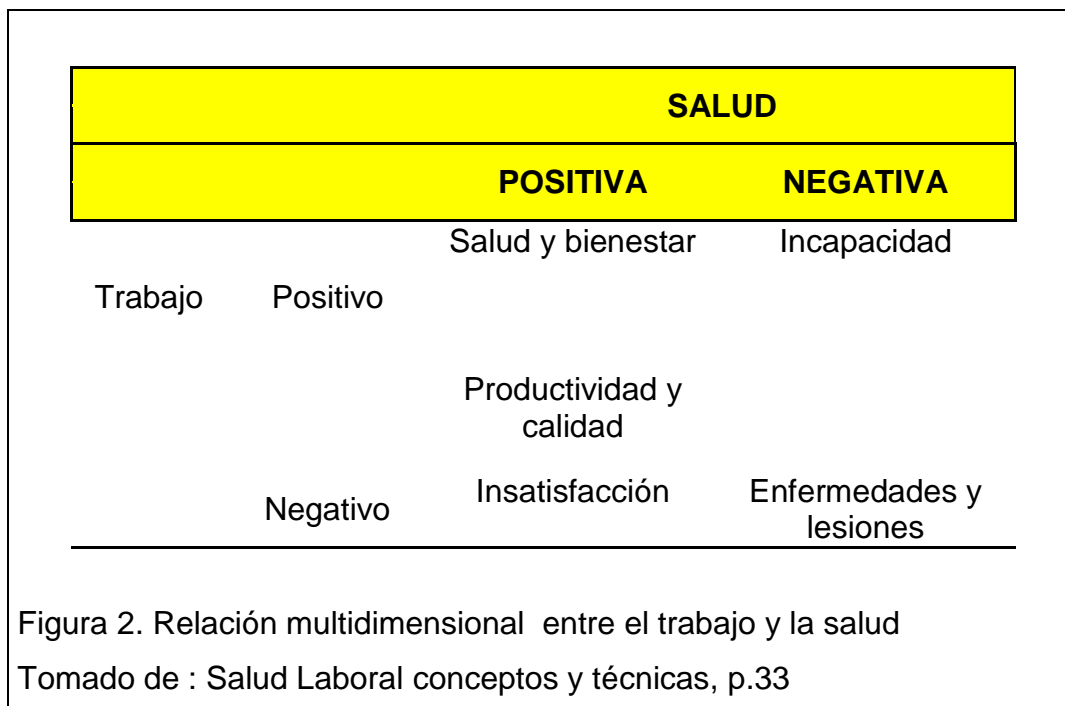 SALUD
POSITIVA NEGATIVA
Salud y bienestar Incapacidad
Trabajo Positivo
Productividad y
calidad
Negativo Insatisfacción Enfermedades y
lesiones
Figura 2. Relación multidimensional entre el trabajo y la salud
Tomado de : Salud Laboral conceptos y técnicas, p.33